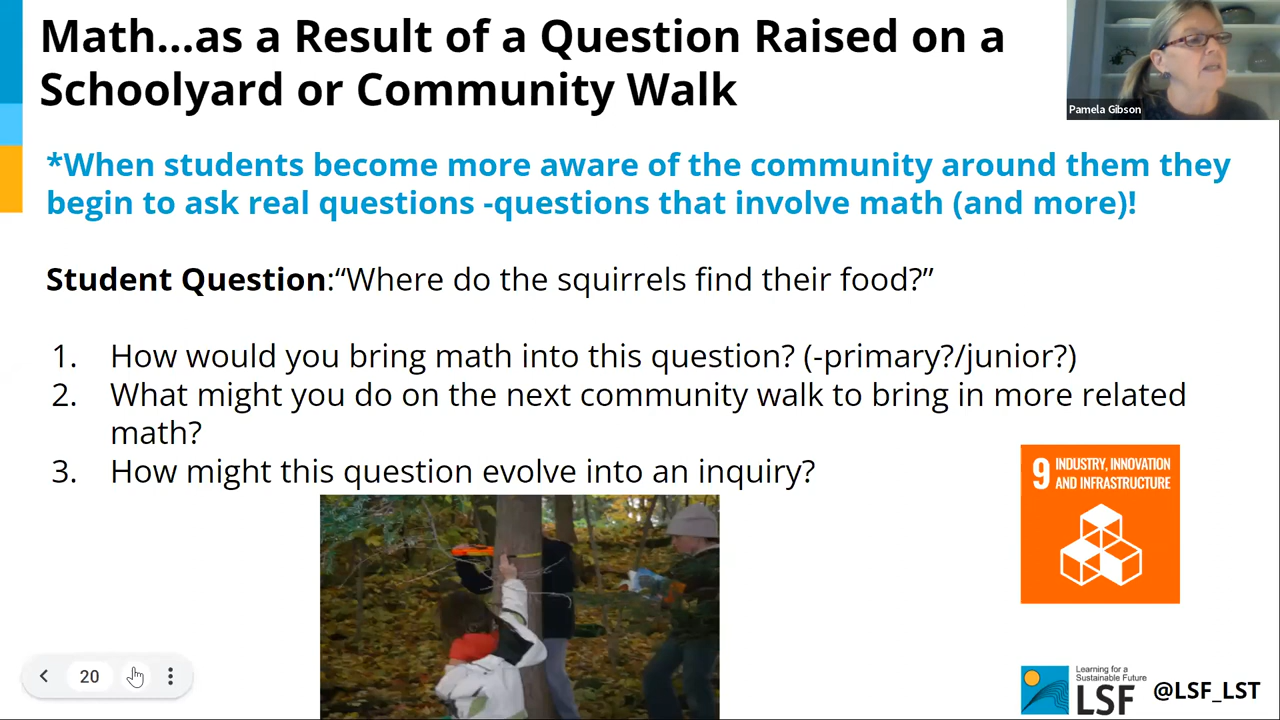 Math...as a Result of a Question Raised on a
Schoolyard or Community Walk
Pamela Gibson
*When students become more aware of the community around them they
begin to ask real questions -questions that involve math (and more)!
Student Question:“Where do the squirrels find their food?”
1. How would you bring math into this question? (-primary?/junior?)
2. What might you do on the next community walk to bring in more related
math?
3. How might this question evolve into an inquiry?
9 INDUSTRY, INNOVATION
AND INFRASTRUCTURE
20
Learning for a
Sustainable Future
LSF
@LSF_LST